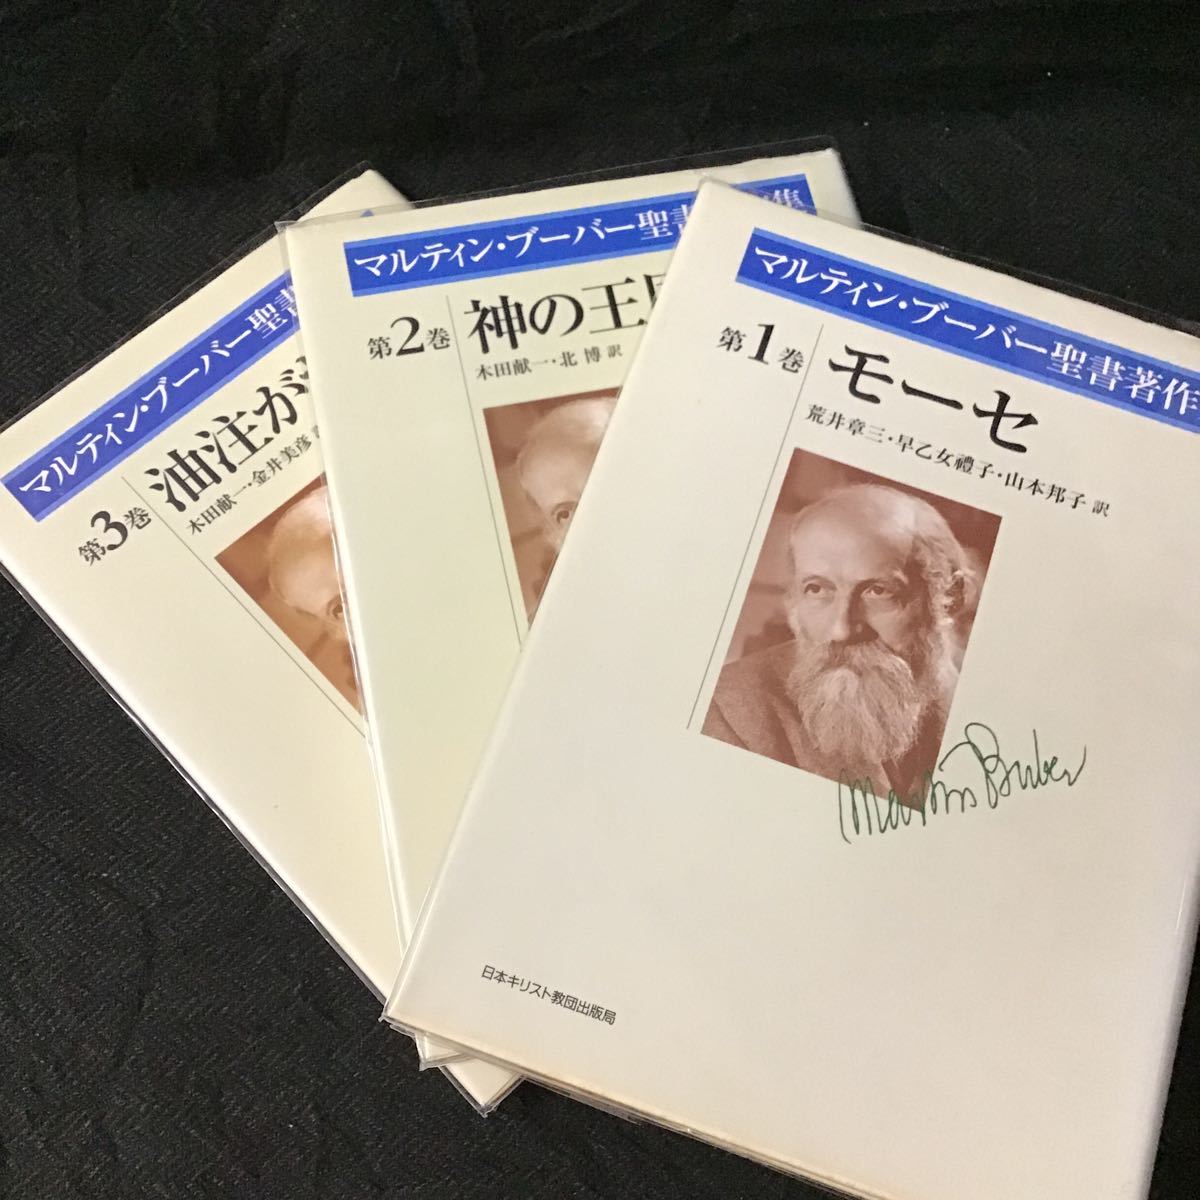 マルティン・ブーバー聖書著作
第1巻
モーセ
荒井章三・早乙女禮子・山本邦子 訳
Martin Buber
日本キリスト教団出版局
マルティン・ブーバー聖書 集
第2巻
神の王
木田献一・北 博 訳
マルティン・ブーバー聖書
第3巻
油注が
木田献一・金井美彦